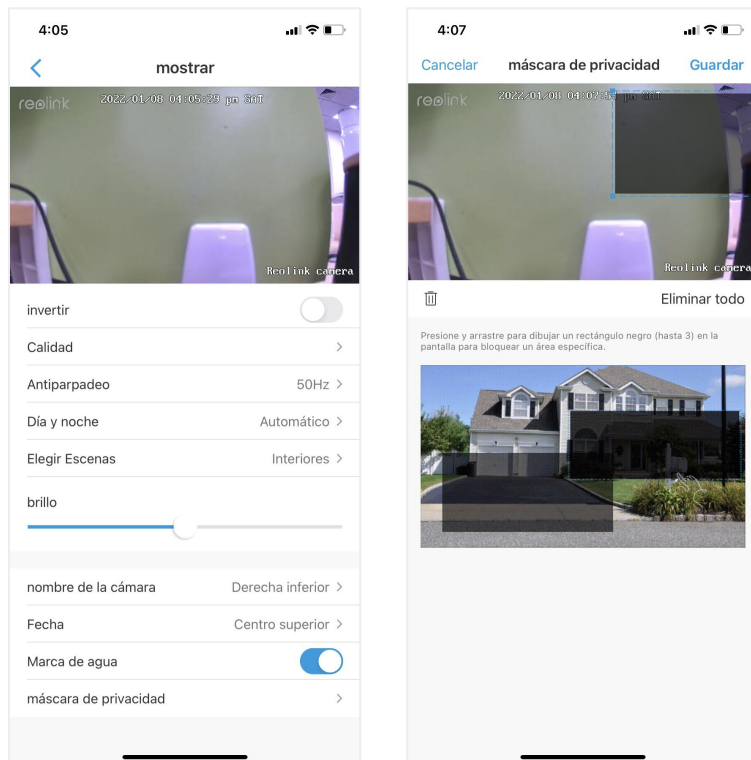 4:05
mostrar
reolink
2022/01/08 04:05:29 pm SAT
Reolink camera
invertir
Calidad
Antiparpadeo 50Hz
Día y noche Automático
Elegir Escenas Interiores
brillo
nombre de la cámara Derecha inferior
Fecha Centro superior
Marca de agua
máscara de privacidad
4:07
Cancelar máscara de privacidad Guardar
reolink
2022/01/08 04:07: pm SAT
Reolink camera
Eliminar todo
Presione y arrastre para dibujar un rectángulo negro (hasta 3) en la
pantalla para bloquear un área específica.